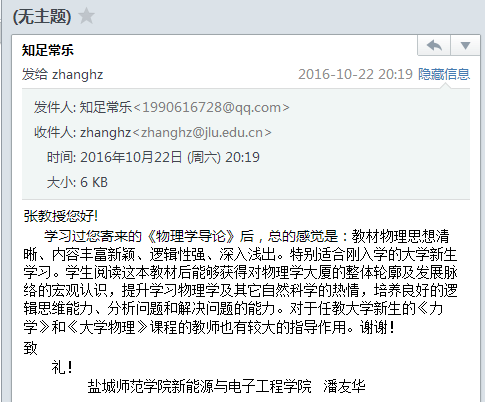 (无主题)
知足常乐
发给 zhanghz 2016-10-22 20:19 隐藏信息
发件人: 知足常乐<1990616728@qq.com>
收件人: zhanghz<zhanghz@jlu.edu.cn>
时间: 2016年10月22日 (周六) 20:19
大小: 6 KB
张教授您好!
学习过您寄来的《物理学导论》后，总的感觉是：教材物理思想清
晰、内容丰富新颖、逻辑性强、深入浅出。特别适合刚入学的大学新生
学习。学生阅读这本教材后能够获得对物理学大厦的整体轮廓及发展脉
络的宏观认识，提升学习物理学及其它自然科学的热情，培养良好的逻
辑思维能力、分析问题和解决问题的能力。对于任教大学新生的《力
学》和《大学物理》课程的教师也有较大的指导作用。谢谢!
致
礼!
盐城师范学院新能源与电子工程学院 潘友华